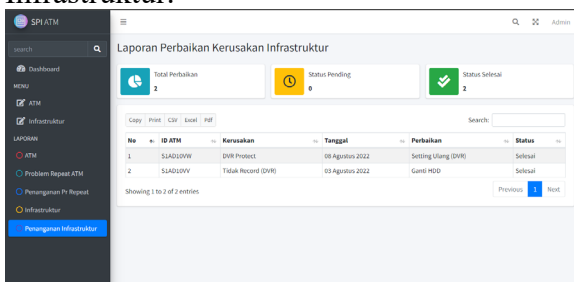 Infrastruktur.
SPI ATM
Admin
search
Laporan Perbaikan Kerusakan Infrastruktur
Dashboard
MENU
ATM
Infrastruktur
LAPORAN
ATM
Problem Repeat ATM
Penanganan Pr Repeat
Infrastruktur
Penanganan Infrastruktur
Total Perbaikan
2
Status Pending
0
Status Selesai
2
Copy Print CSV Excel Pdf
Search:
No ID ATM Kerusakan Tanggal Perbaikan Status
1 S1AD10VW DVR Protect 08 Agustus 2022 Setting Ulang (DVR) Selesai
2 S1AD10VV Tidak Record (DVR) 03 Agustus 2022 Ganti HDD Selesai
Showing 1 to 2 of 2 entries
Previous 1 Next